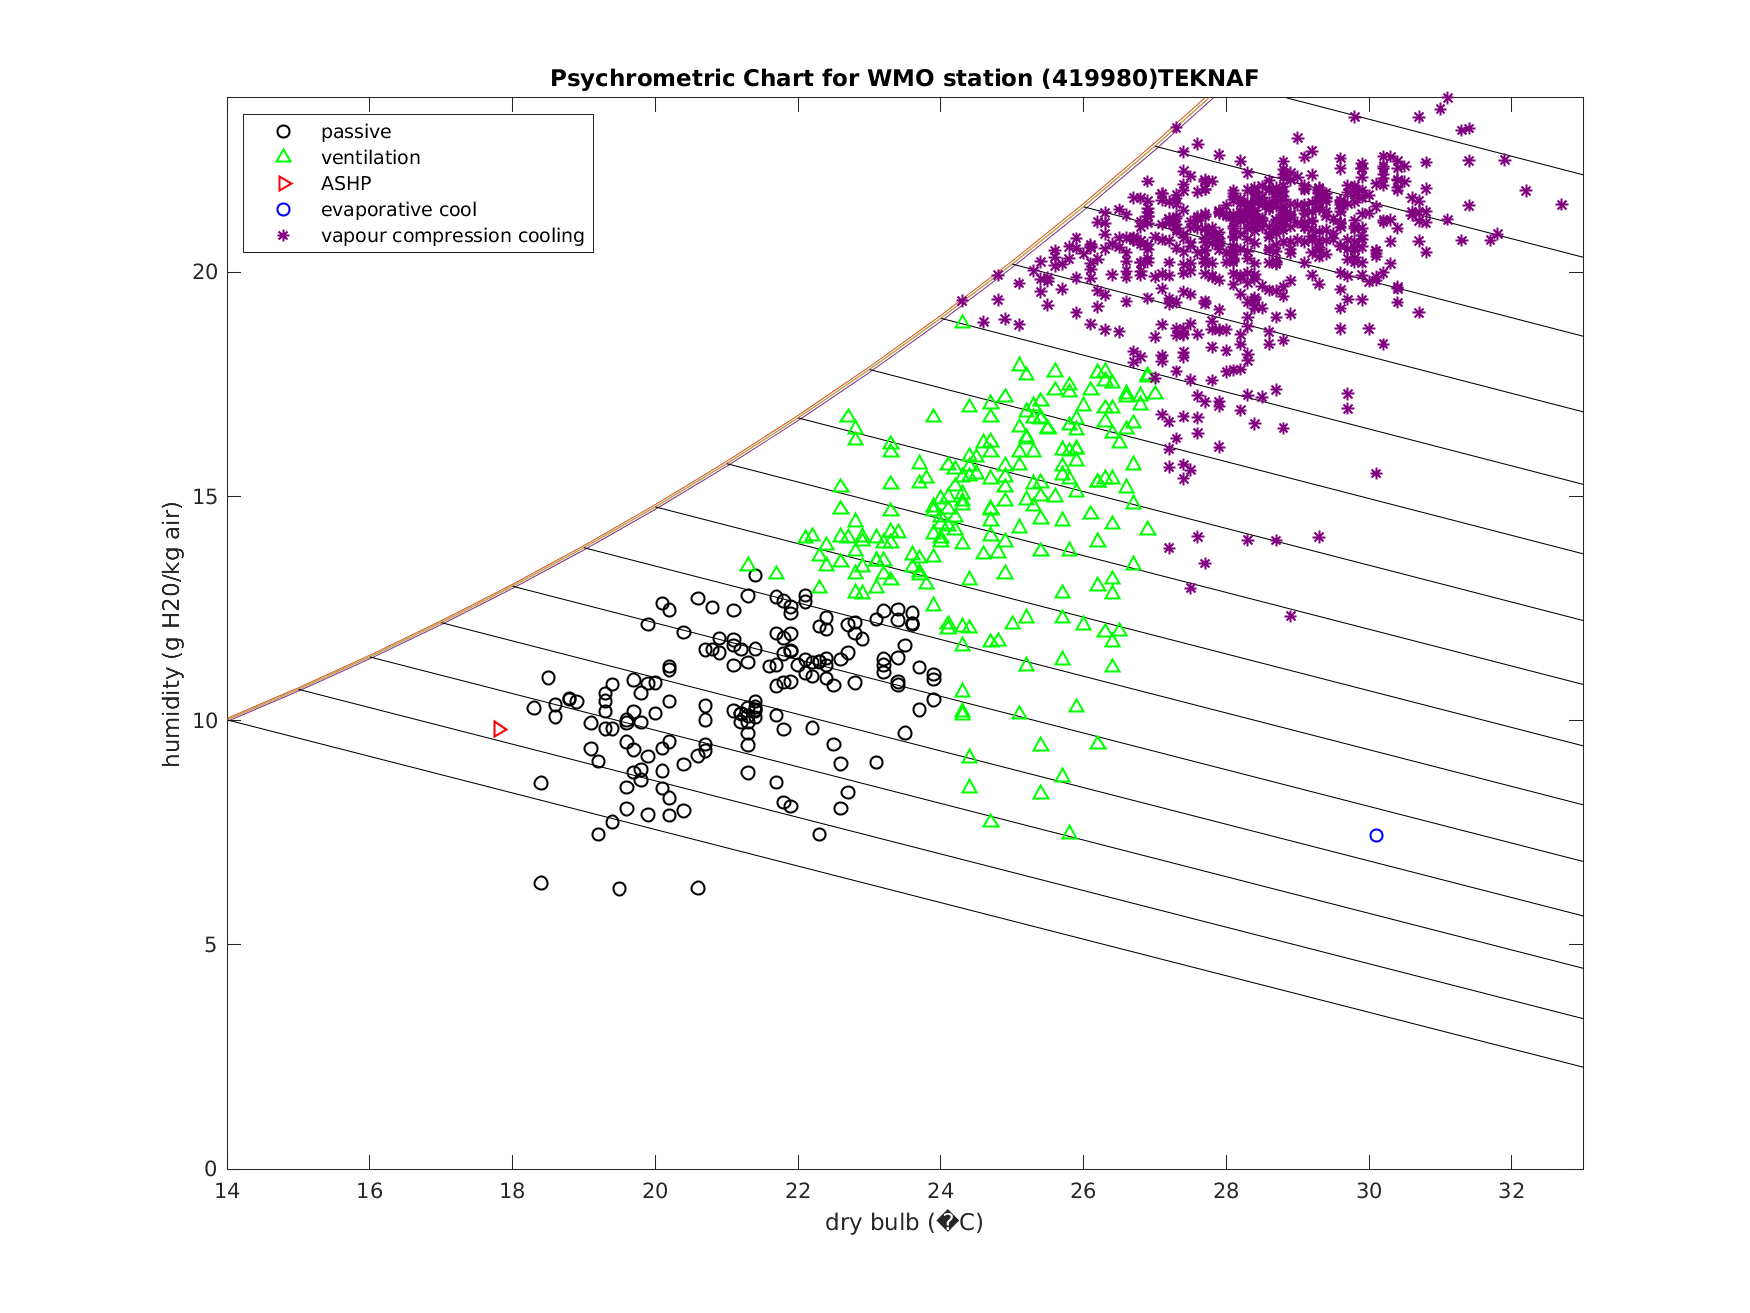 Psychrometric Chart for WMO station (419980)TEKNAF
passive
ventilation
ASHP
evaporative cool
vapour compression cooling
humidity (g H20/kg air)
20
15
10
5
0
14 16 18 20 22 24 26 28 30 32
dry bulb (�C)